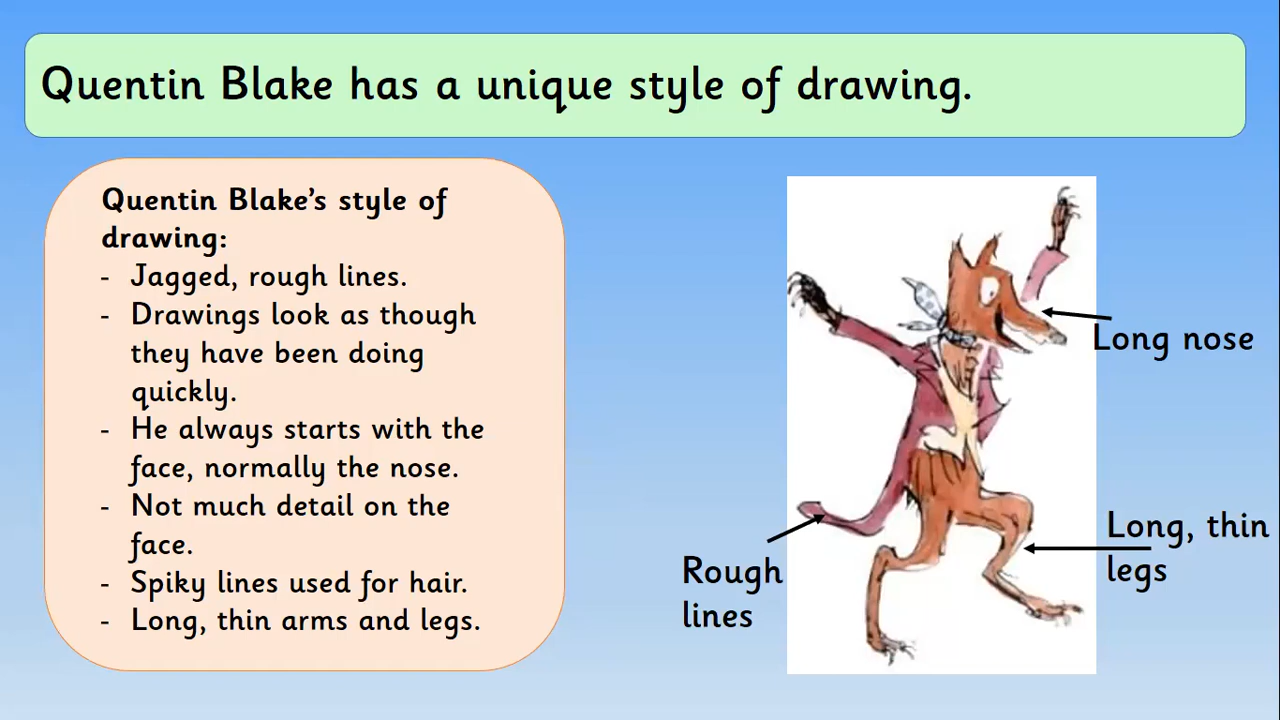 Quentin Blake has a unique style of drawing.
Quentin Blake’s style of
drawing:
- Jagged, rough lines.
- Drawings look as though
they have been doing
quickly.
- He always starts with the
face, normally the nose.
- Not much detail on the
face.
- Spiky lines used for hair.
- Long, thin arms and legs.
Long nose
Long, thin
legs
Rough
lines